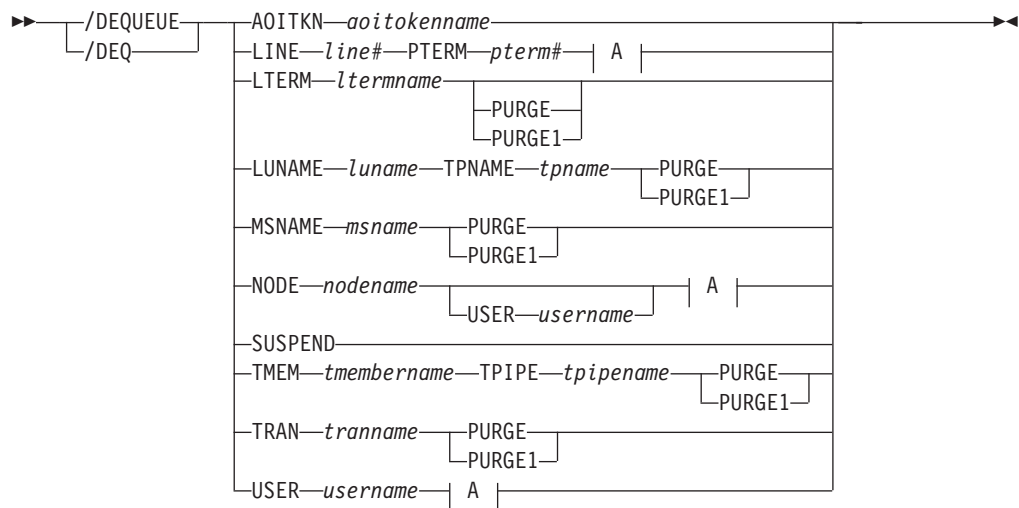 /DEQUEUE AOITKN aoitokenname
/DEQ LINE line# PTERM pterm# A
LTERM ltermname
PURGE
PURGE1
LUNAME luname TPNAME tpname PURGE
PURGE1
MSNAME msname PURGE
PURGE1
NODE nodename A
USER username
SUSPEND
TMEM tmembername TPIPE tpipename PURGE
PURGE1
TRAN tranname PURGE
PURGE1
USER username A